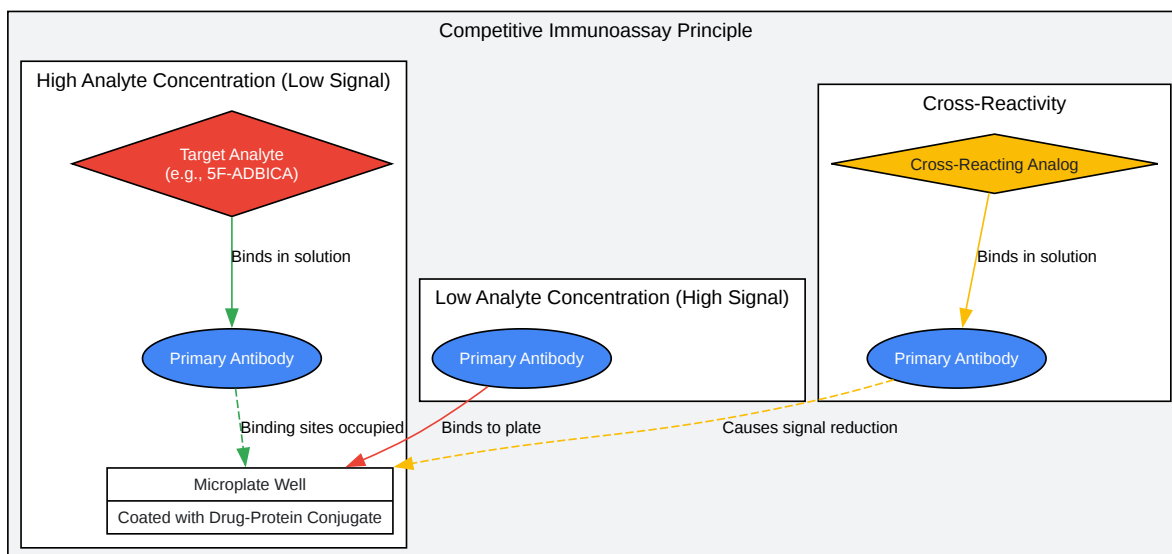 Competitive Immunoassay Principle
High Analyte Concentration (Low Signal)
Target Analyte
(e.g., 5F-ADBICA)
Binds in solution
Primary Antibody
Binding sites occupied
Microplate Well
Coated with Drug-Protein Conjugate
Low Analyte Concentration (High Signal)
Primary Antibody
Binds to plate
Cross-Reactivity
Cross-Reacting Analog
Binds in solution
Primary Antibody
Causes signal reduction